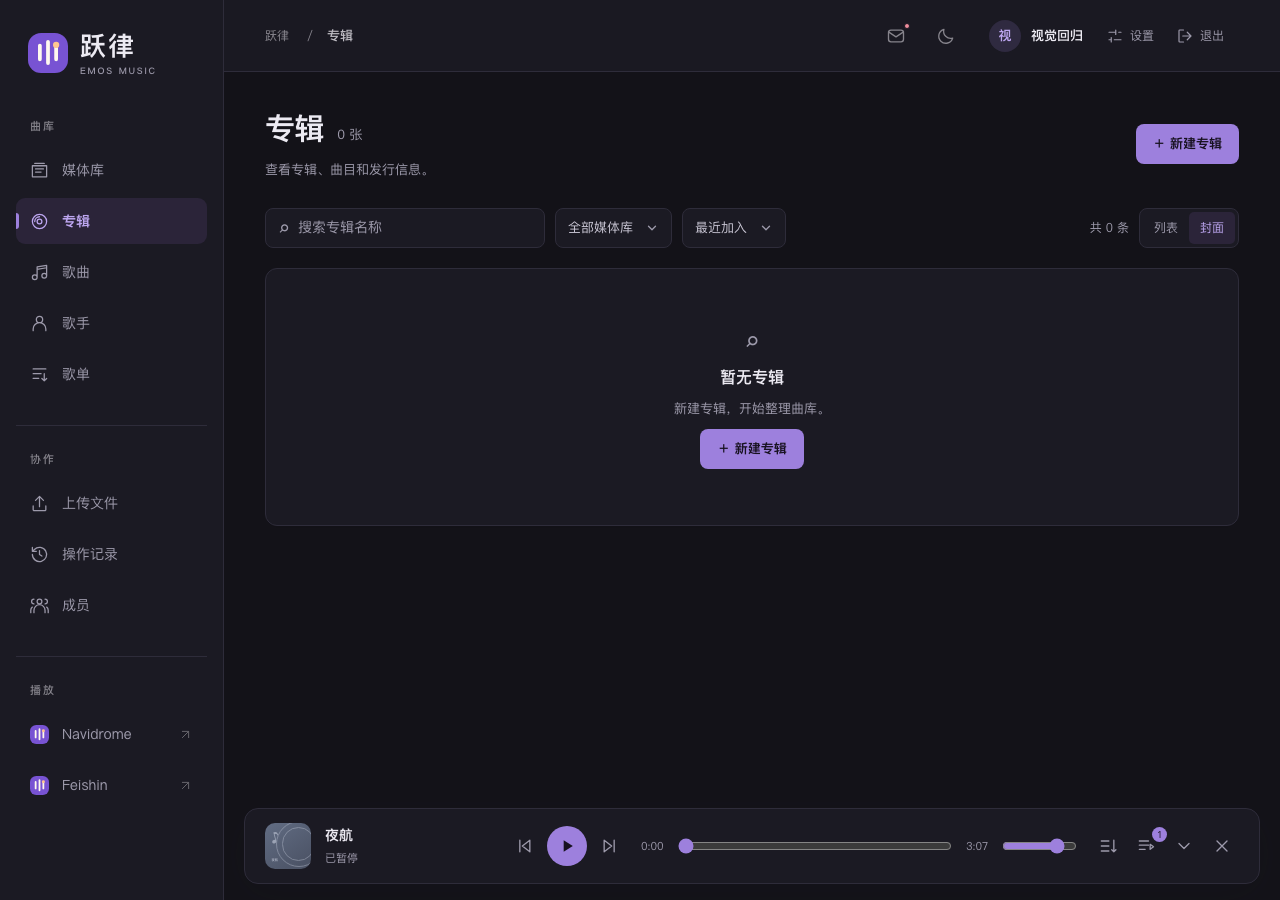 跃律
EMOS MUSIC
曲库
媒体库
专辑
歌曲
歌手
歌单
协作
上传文件
操作记录
成员
播放
Navidrome
Feishin
跃律 / 专辑
视 视觉回归 设置 退出
专辑 0 张
查看专辑、曲目和发行信息。
+ 新建专辑
搜索专辑名称 全部媒体库 最近加入 共 0 条 列表 封面
暂无专辑
新建专辑，开始整理曲库。
+ 新建专辑
夜航
已暂停
0:00 3:07 1